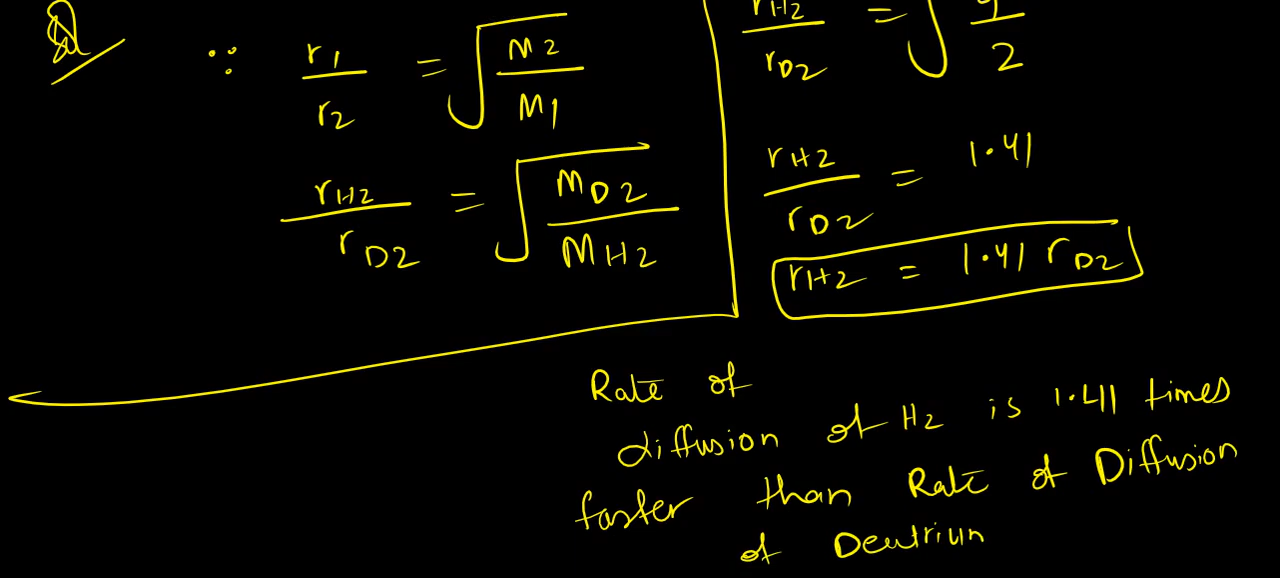 ∵ r1/r2 = √(M2/M1)
rH2/rD2 = √(MD2/MH2)
rH2/rD2 = √(4/2)
rH2/rD2 = 1.41
rH2 = 1.41 rD2
Rate of
diffusion of H2 is 1.41 times
faster than Rate of Diffusion
of Deutrium